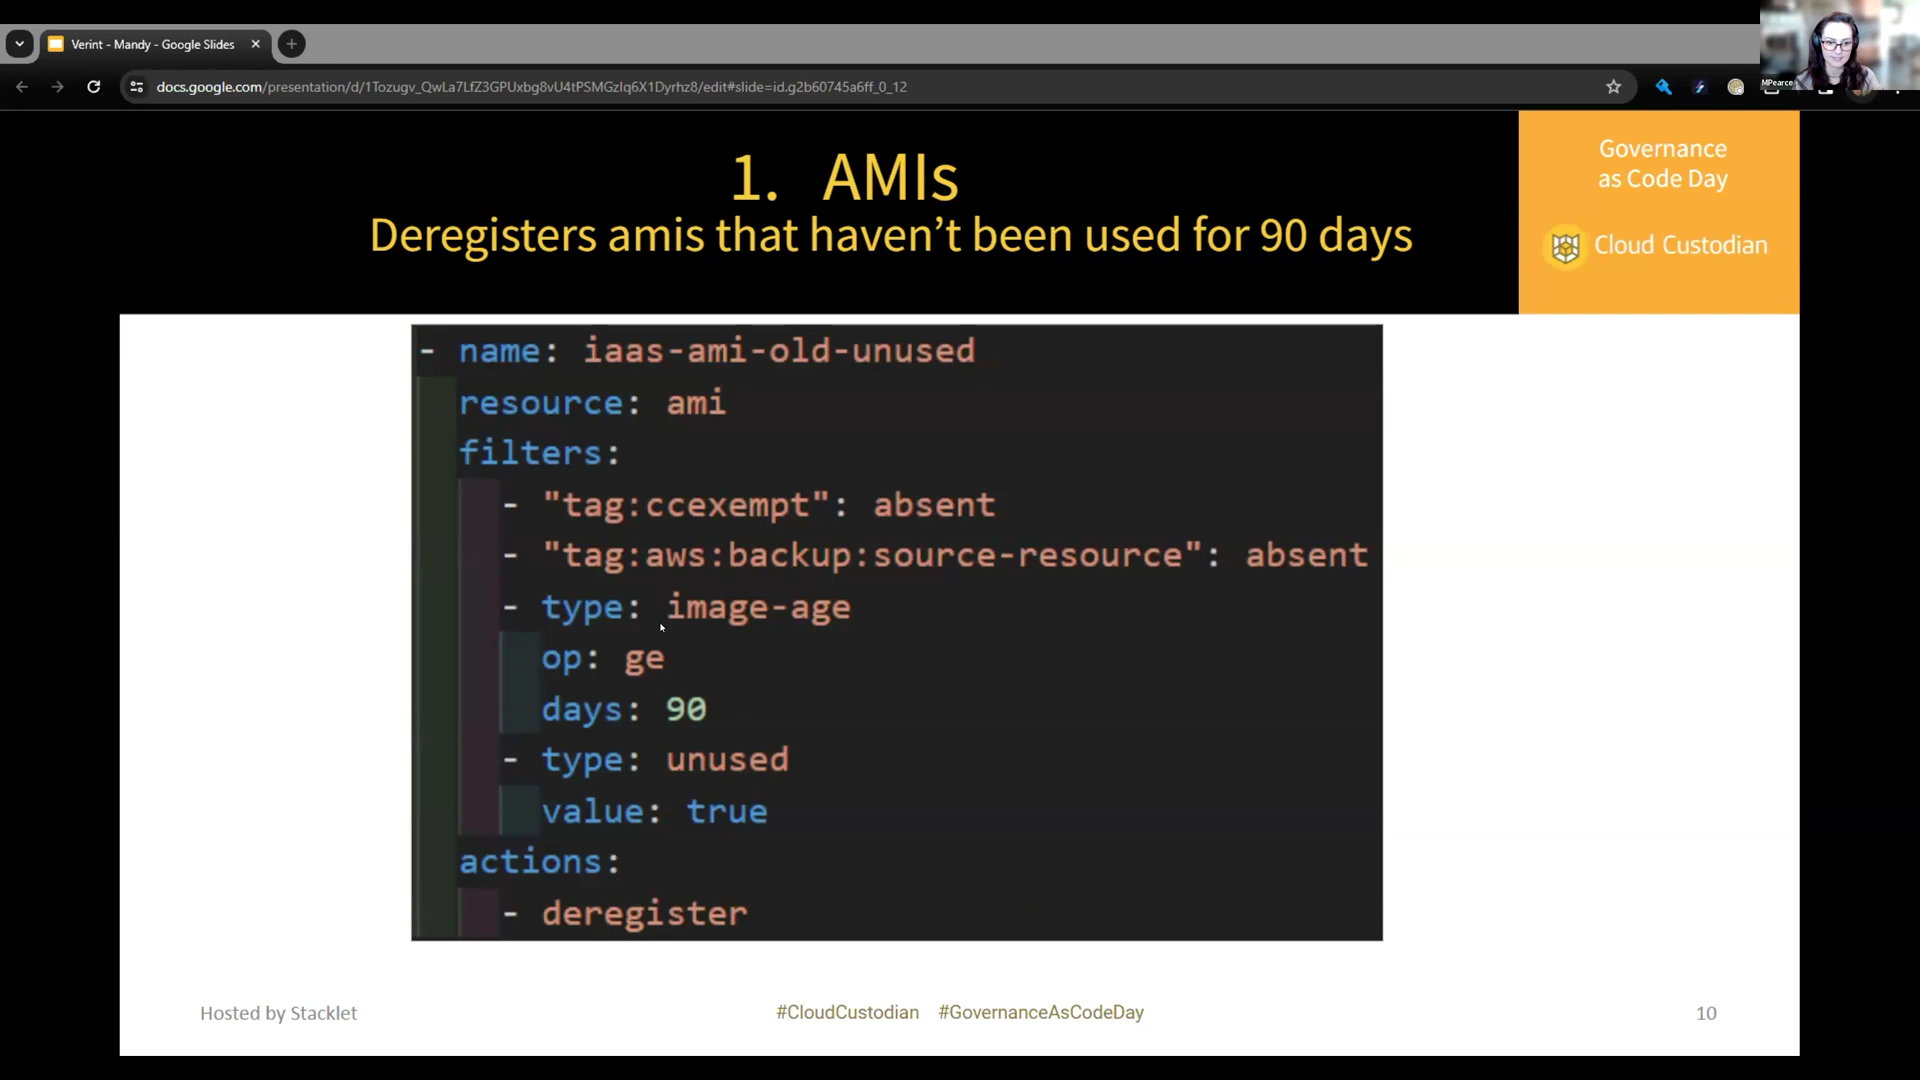 Verint - Mandy - Google Slides
docs.google.com/presentation/d/1Tozugv_QwLa7LfZ3GPUxbg8vU4tPSMGzlq6X1Dyrhz8/edit#slide=id.g2b60745a6ff_0_12
MPearce
1. AMIs
Deregisters amis that haven’t been used for 90 days
Governance
as Code Day
Cloud Custodian
- name: iaas-ami-old-unused
resource: ami
filters:
- "tag:ccexempt": absent
- "tag:aws:backup:source-resource": absent
- type: image-age
op: ge
days: 90
- type: unused
value: true
actions:
- deregister
Hosted by Stacklet
#CloudCustodian #GovernanceAsCodeDay
10